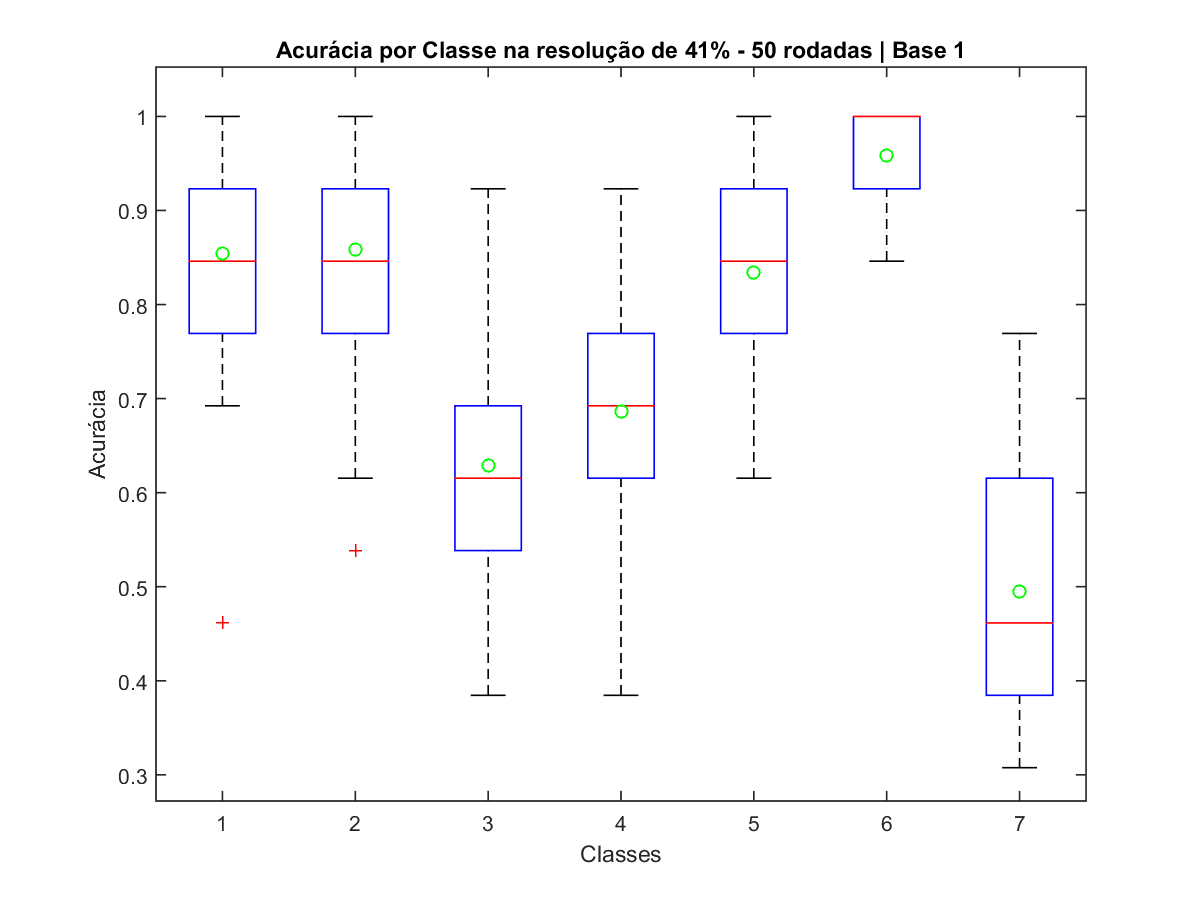 Acurácia por Classe na resolução de 41% - 50 rodadas | Base 1
1
0.9
0.8
0.7
0.6
0.5
0.4
0.3
Acurácia
1 2 3 4 5 6 7
Classes